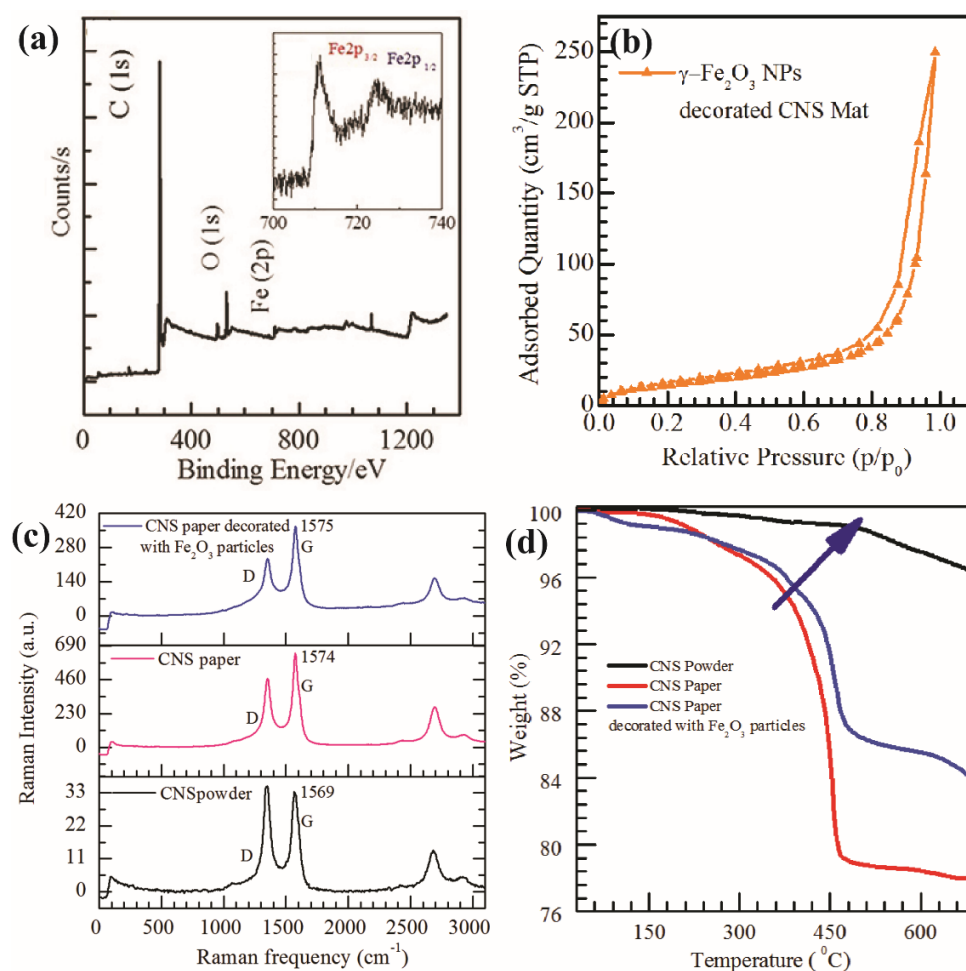 (a)
C (1s)
O (1s)
Fe (2p)
Counts/s
Fe2p3/2 Fe2p1/2
700 720 740
0 400 800 1200
Binding Energy/eV
(b)
γ–Fe2O3 NPs
decorated CNS Mat
Adsorbed Quantity (cm3/g STP)
250
200
150
100
50
0
0.0 0.2 0.4 0.6 0.8 1.0
Relative Pressure (p/p0)
(c)
Raman Intensity (a.u.)
420
280
140
0
CNS paper decorated
with Fe2O3 particles
D
1575
G
690
460
230
0
CNS paper
D
1574
G
33
22
11
0
CNSpowder
D
1569
G
0 500 1000 1500 2000 2500 3000
Raman frequency (cm-1)
(d)
Weight (%)
100
96
92
88
84
80
76
CNS Powder
CNS Paper
CNS Paper
decorated with Fe2O3 particles
150 300 450 600
Temperature (0C)